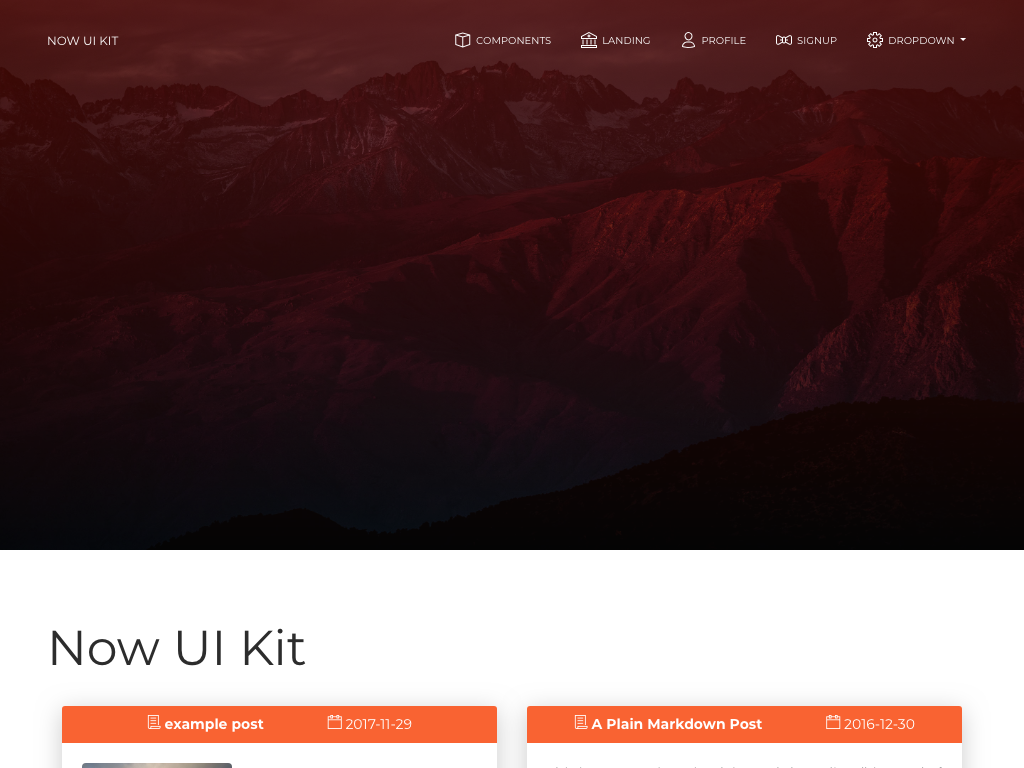 NOW UI KIT
COMPONENTS
LANDING
PROFILE
SIGNUP
DROPDOWN
Now UI Kit
example post 2017-11-29
A Plain Markdown Post 2016-12-30